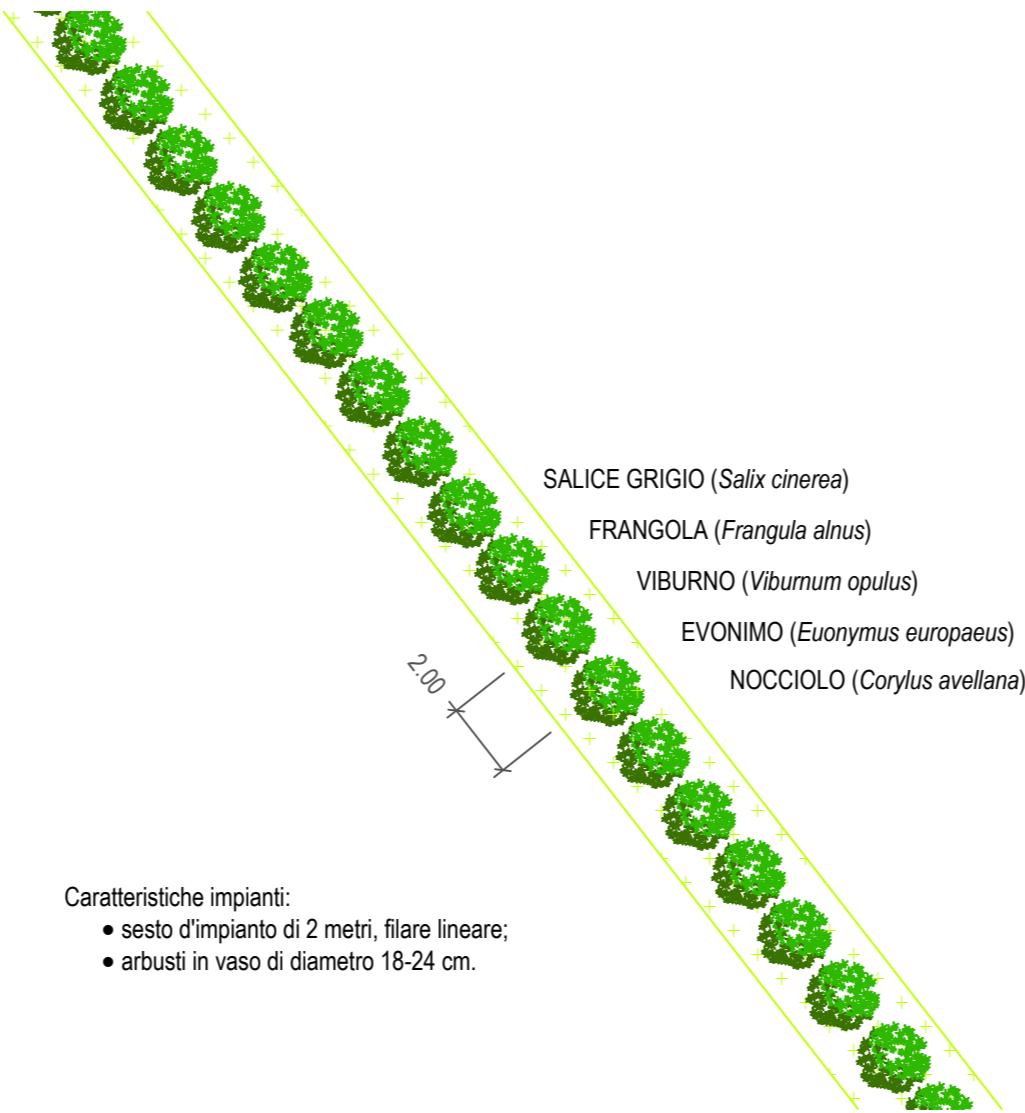 SALICE GRIGIO (Salix cinerea)
FRANGOLA (Frangula alnus)
VIBURNO (Viburnum opulus)
EVONIMO (Euonymus europaeus)
NOCCIOLO (Corylus avellana)
2.00
Caratteristiche impianti:
• sesto d'impianto di 2 metri, filare lineare;
• arbusti in vaso di diametro 18-24 cm.